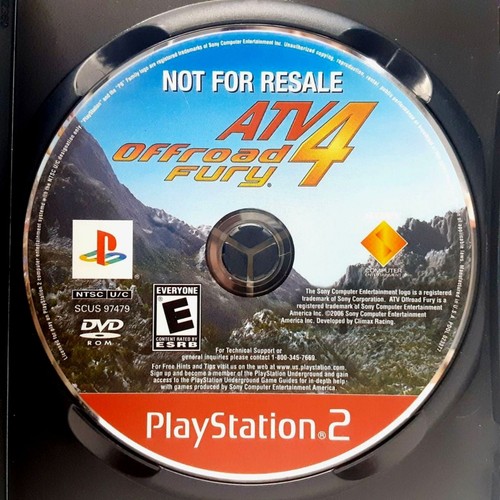 NOT FOR RESALE
ATV
Offroad
Fury 4
NTSC U/C
SCUS 97479
DVD
ROM
EVERYONE
E
CONTENT RATED BY
ESRB
COMPUTER
ENTERTAINMENT
The Sony Computer Entertainment logo is a registered
trademark of Sony Corporation. ATV Offroad Fury is a registered
trademark of Sony Computer Entertainment
America Inc. ©2006 Sony Computer Entertainment
America Inc. Developed by Climax Racing
For Technical Support or
general inquiries please contact 1-800-345-7669.
For Free Hints and Tips visit us on the web at www.us.playstation.com
Sign up and become a member of the PlayStation Underground and gain
access to the PlayStation Underground Game Guides for in-depth help
with games produced by Sony Computer Entertainment America.
PlayStation®2